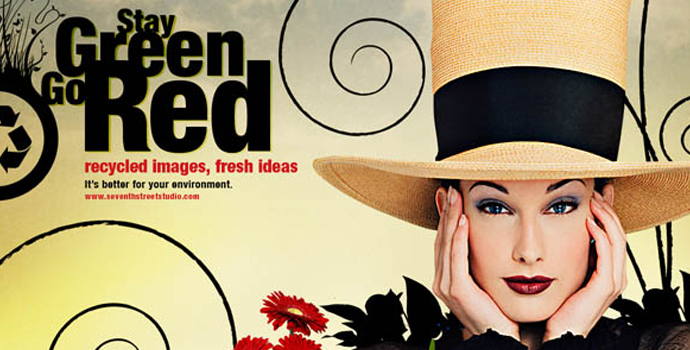 Stay
Green
Go Red
recycled images, fresh ideas
It's better for your environment.
www.seventhstreetstudio.com